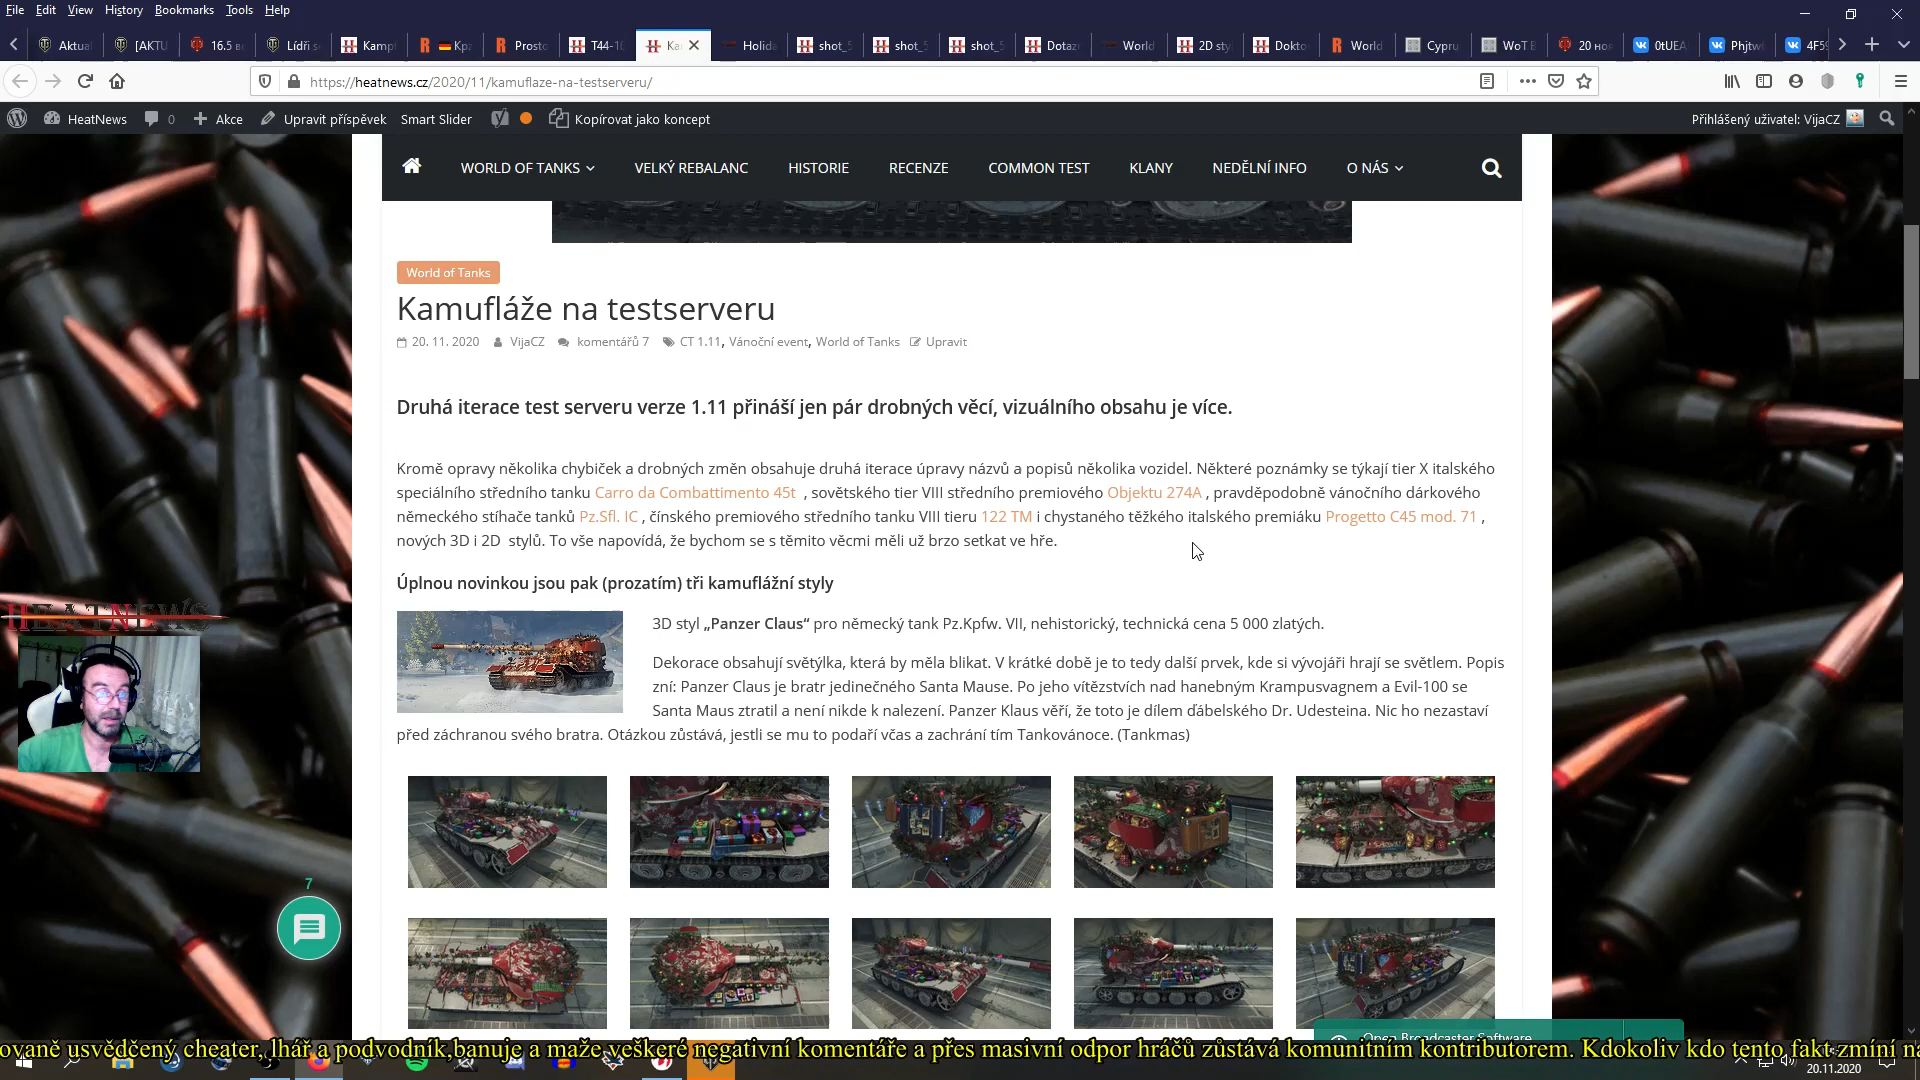 File Edit View History Bookmarks Tools Help
Aktua [AKTU 16.5 Lídři Kampf Kpz Prosto T44-10 Ka Holida shot_5 shot_5 shot_5 Dotaz World 2D sty Dokto World Cypru WoT.E 20 ноя 0tUEA Phjtw 4F59
https://heatnews.cz/2020/11/kamuflaze-na-testserveru/
HeatNews 0 Akce Upravit příspěvek Smart Slider Kopírovat jako koncept Přihlášený uživatel: VijaCZ
WORLD OF TANKS VELKÝ REBALANC HISTORIE RECENZE COMMON TEST KLANY NEDĚLNÍ INFO O NÁS
World of Tanks
Kamufláže na testserveru
20. 11. 2020 VijaCZ komentářů 7 CT 1.11, Vánoční event, World of Tanks Upravit
Druhá iterace test serveru verze 1.11 přináší jen pár drobných věcí, vizuálního obsahu je více.
Kromě opravy několika chybiček a drobných změn obsahuje druhá iterace úpravy názvů a popisů několika vozidel. Některé poznámky se týkají tier X italského
speciálního středního tanku Carro da Combattimento 45t , sovětského tier VIII středního premiového Objektu 274A , pravděpodobně vánočního dárkového
německého stíhače tanků Pz.Sfl. IC , čínského premiového středního tanku VIII tieru 122 TM i chystaného těžkého italského premiáku Progetto C45 mod. 71 ,
nových 3D i 2D stylů. To vše napovídá, že bychom se s těmito věcmi měli už brzo setkat ve hře.
Úplnou novinkou jsou pak (prozatím) tři kamuflážní styly
3D styl „Panzer Claus“ pro německý tank Pz.Kpfw. VII, nehistorický, technická cena 5 000 zlatých.
Dekorace obsahují světýlka, která by měla blikat. V krátké době je to tedy další prvek, kde si vývojáři hrají se světlem. Popis
zní: Panzer Claus je bratr jedinečného Santa Mause. Po jeho vítězstvích nad hanebným Krampusvagnem a Evil-100 se
Santa Maus ztratil a není nikde k nalezení. Panzer Klaus věří, že toto je dílem ďábelského Dr. Udesteina. Nic ho nezastaví
před záchranou svého bratra. Otázkou zůstává, jestli se mu to podaří včas a zachrání tím Tankovánoce. (Tankmas)
HEATNEWS
7
Open Broadcaster Software
ovaně usvědčený cheater, lhář a podvodník,banuje a maže veškeré negativní komentáře a přes masivní odpor hráčů zůstává komunitním kontributorem. Kdokoliv kdo tento fakt zmíní na
20.11.2020